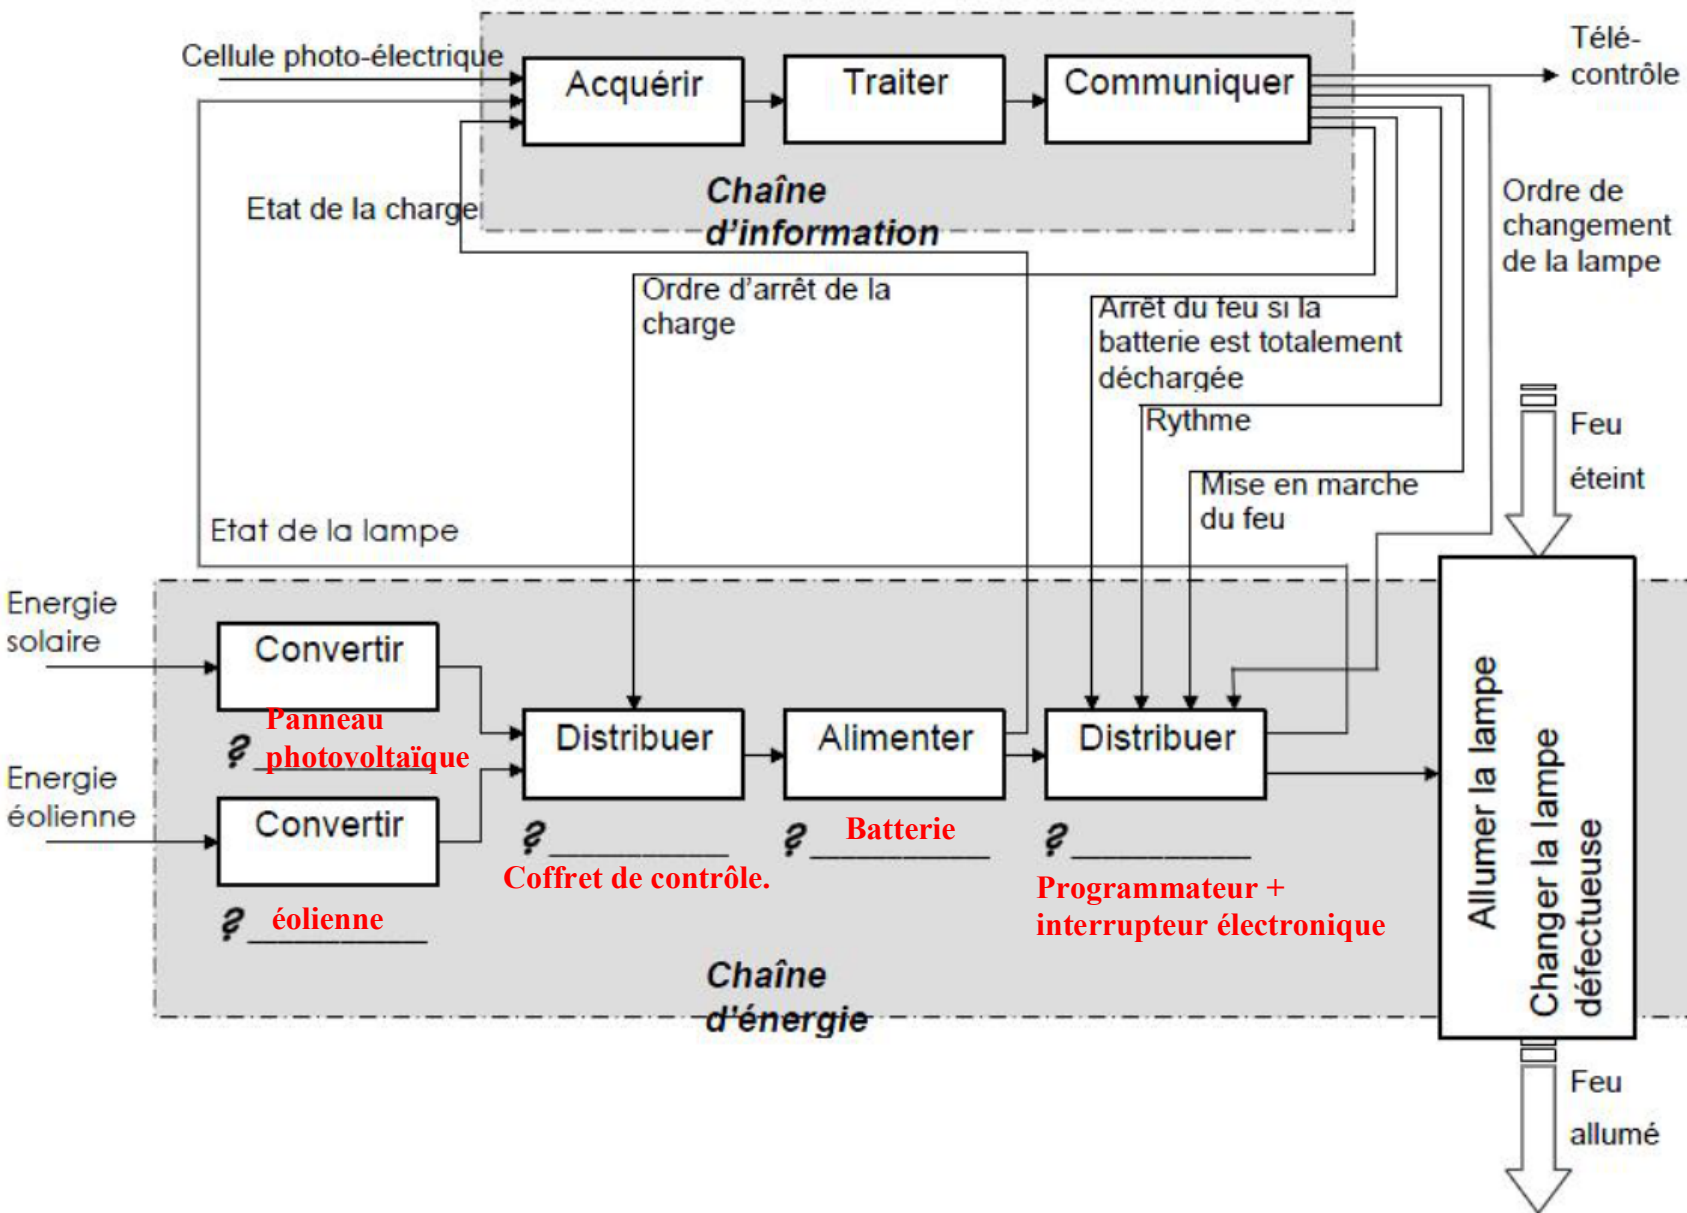 Cellule photo-électrique
Acquérir
Traiter
Communiquer
Télé-
contrôle
Chaîne
d'information
Etat de la charge
Ordre de
changement
de la lampe
Ordre d'arrêt de la
charge
Arrêt du feu si la
batterie est totalement
déchargée
Rythme
Mise en marche
du feu
Feu
éteint
Etat de la lampe
Energie
solaire
Convertir
Panneau
? photovoltaïque
Energie
éolienne
Convertir
? éolienne
Distribuer
?
Coffret de contrôle.
Alimenter
? Batterie
Distribuer
?
Programmateur +
interrupteur électronique
Allumer la lampe
Changer la lampe
défectueuse
Chaîne
d'énergie
Feu
allumé